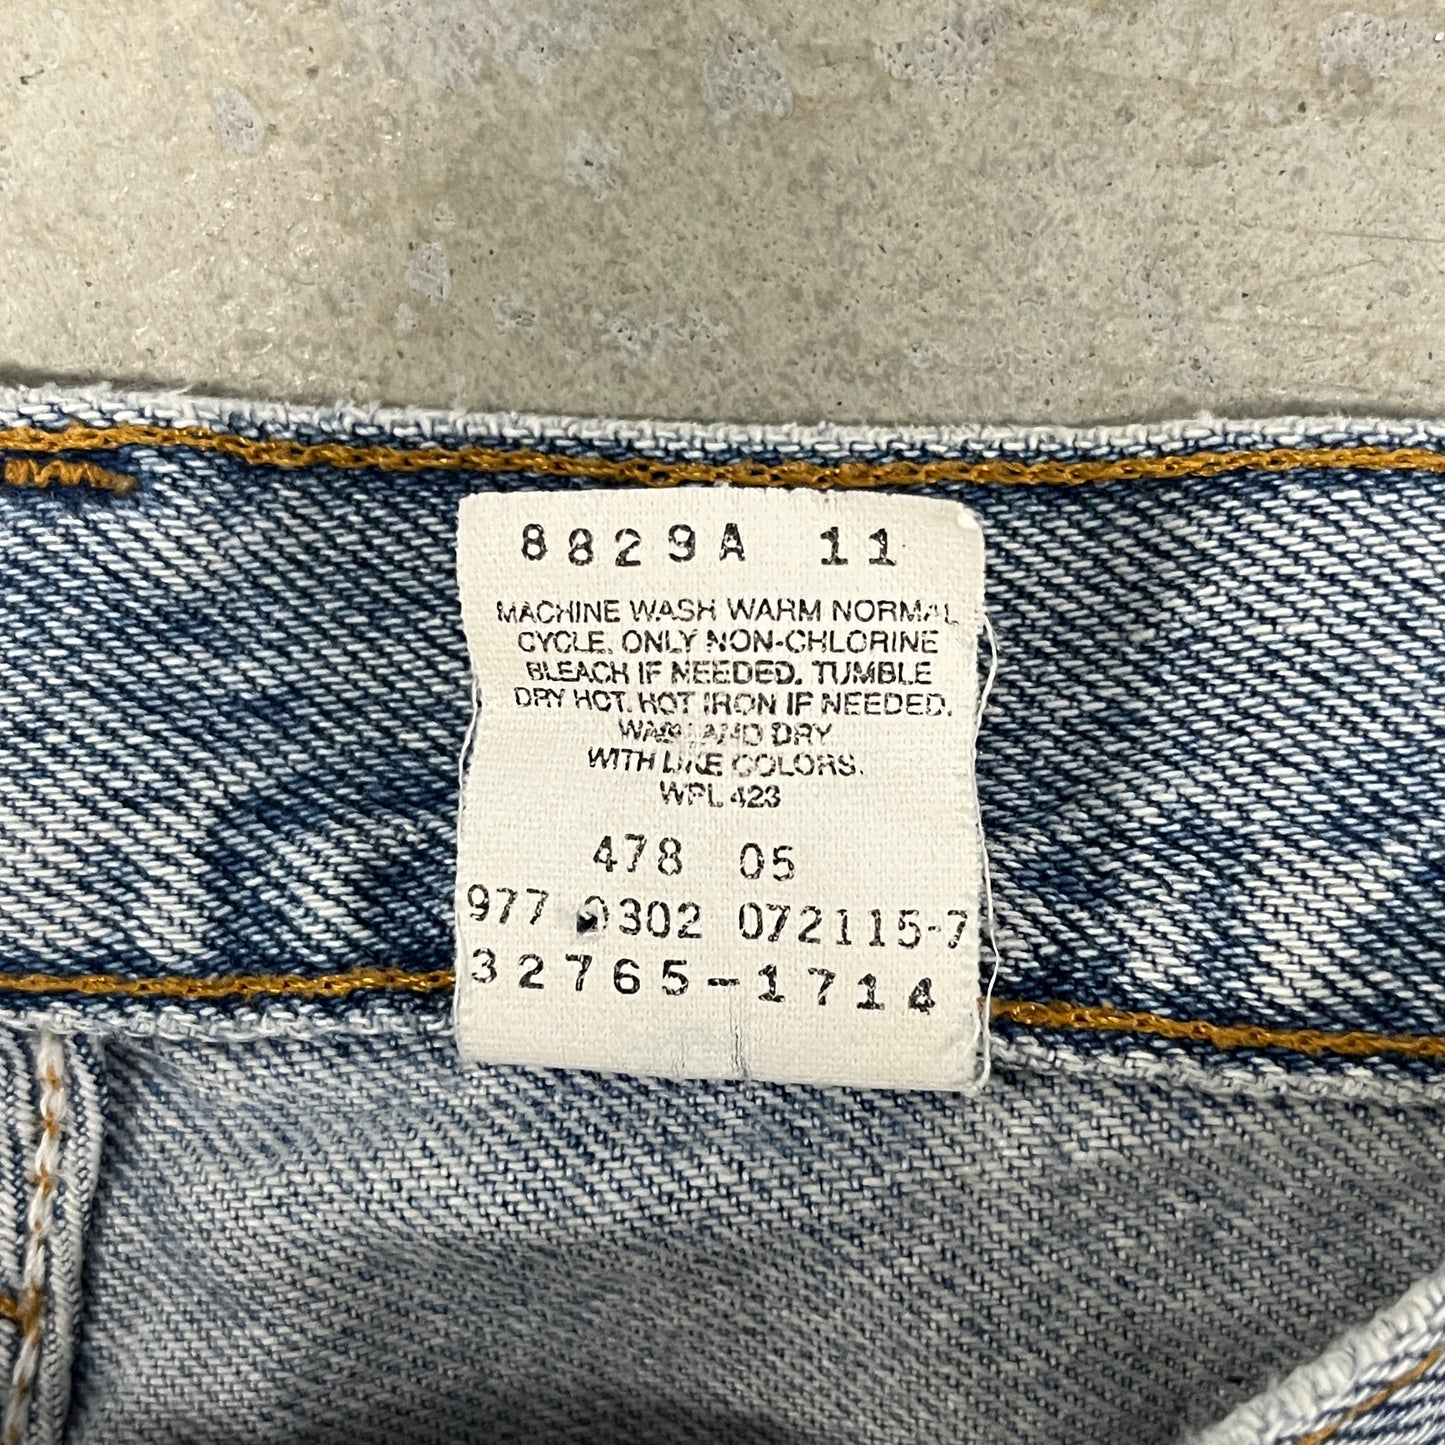 8829A 11
MACHINE WASH WARM NORMAL
CYCLE. ONLY NON-CHLORINE
BLEACH IF NEEDED. TUMBLE
DRY HOT. HOT IRON IF NEEDED.
WASH AND DRY
WITH LIKE COLORS.
WPL 423
478 05
977 0302 072115-7
32765-1714